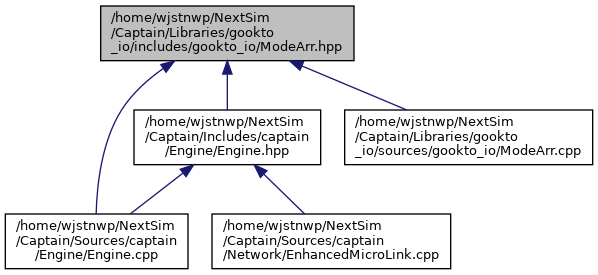 /home/wjstnwp/NextSim
/Captain/Libraries/gookto
_io/includes/gookto_io/ModeArr.hpp
/home/wjstnwp/NextSim
/Captain/Includes/captain
/Engine/Engine.hpp
/home/wjstnwp/NextSim
/Captain/Libraries/gookto
_io/sources/gookto_io/ModeArr.cpp
/home/wjstnwp/NextSim
/Captain/Sources/captain
/Engine/Engine.cpp
/home/wjstnwp/NextSim
/Captain/Sources/captain
/Network/EnhancedMicroLink.cpp